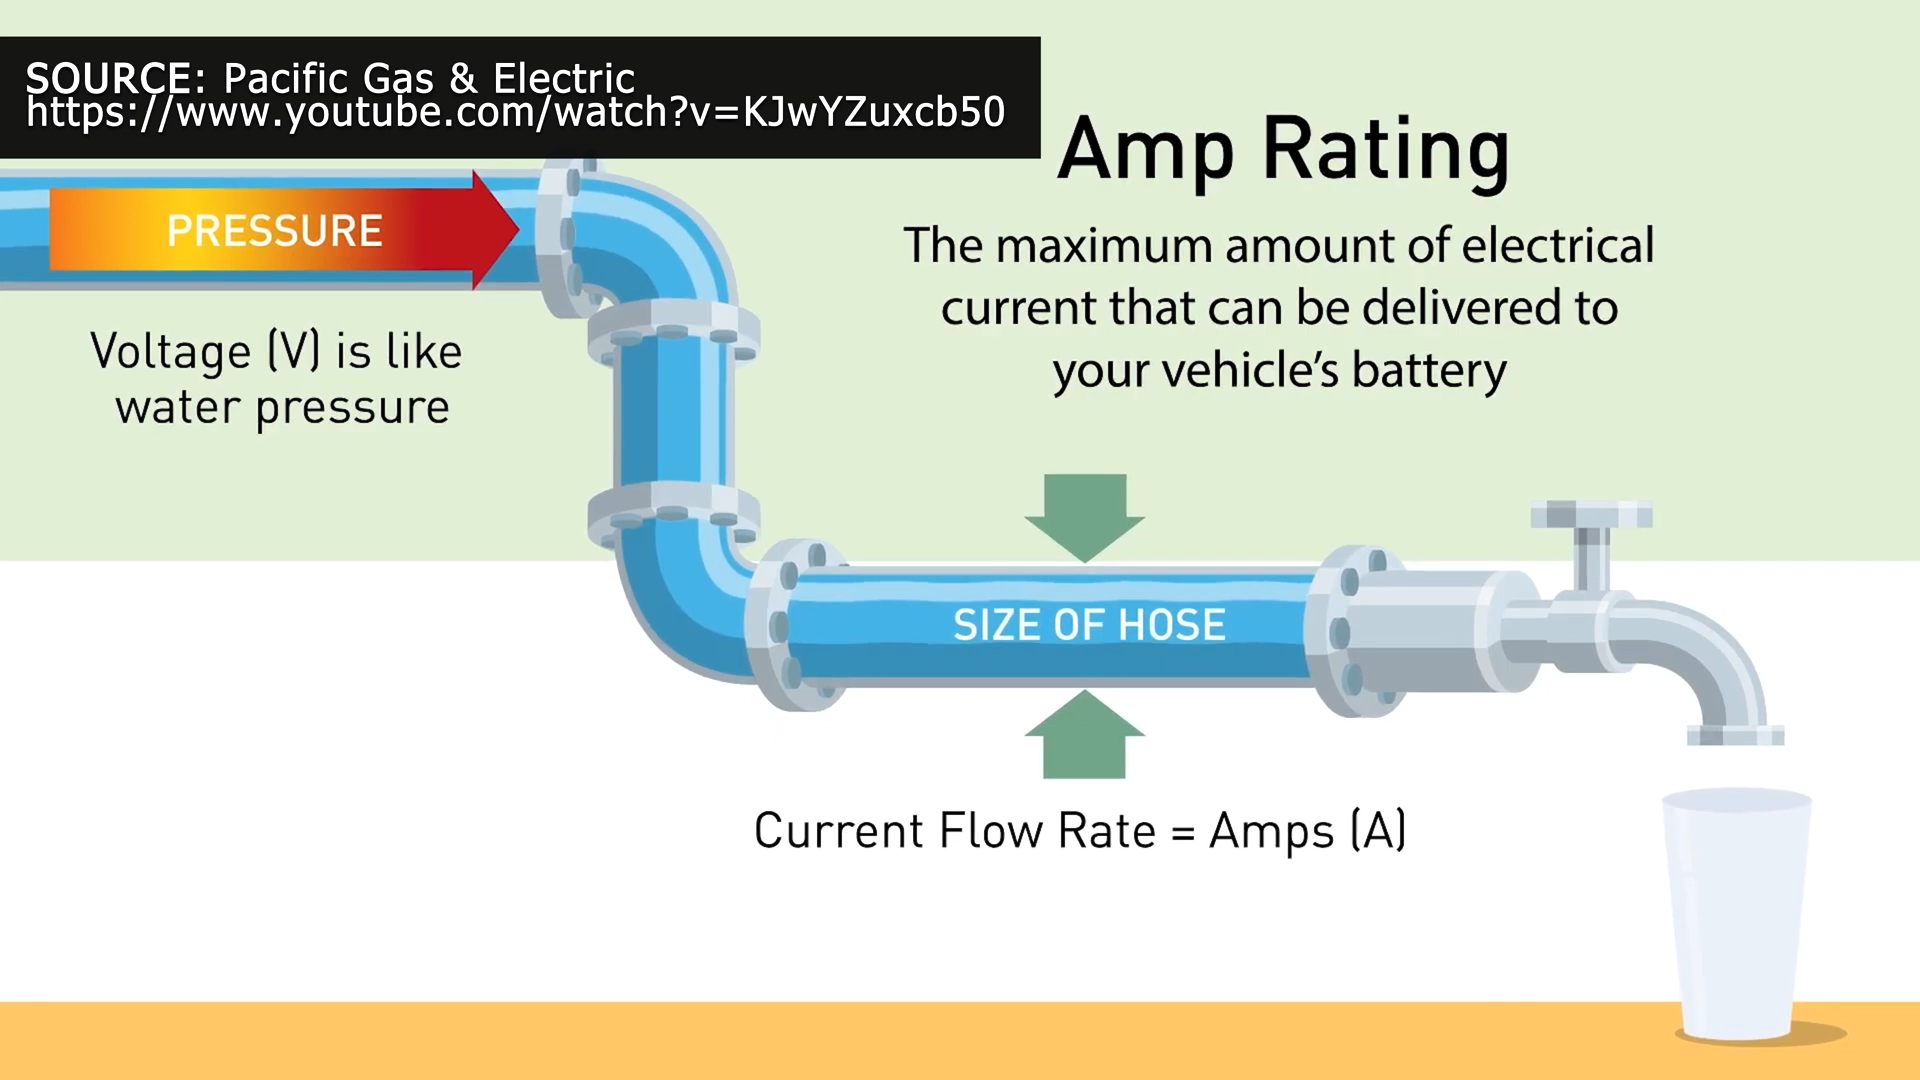 SOURCE: Pacific Gas & Electric
https://www.youtube.com/watch?v=KJwYZuxcb50
Amp Rating
The maximum amount of electrical
current that can be delivered to
your vehicle's battery
PRESSURE
Voltage (V) is like
water pressure
SIZE OF HOSE
Current Flow Rate = Amps (A)